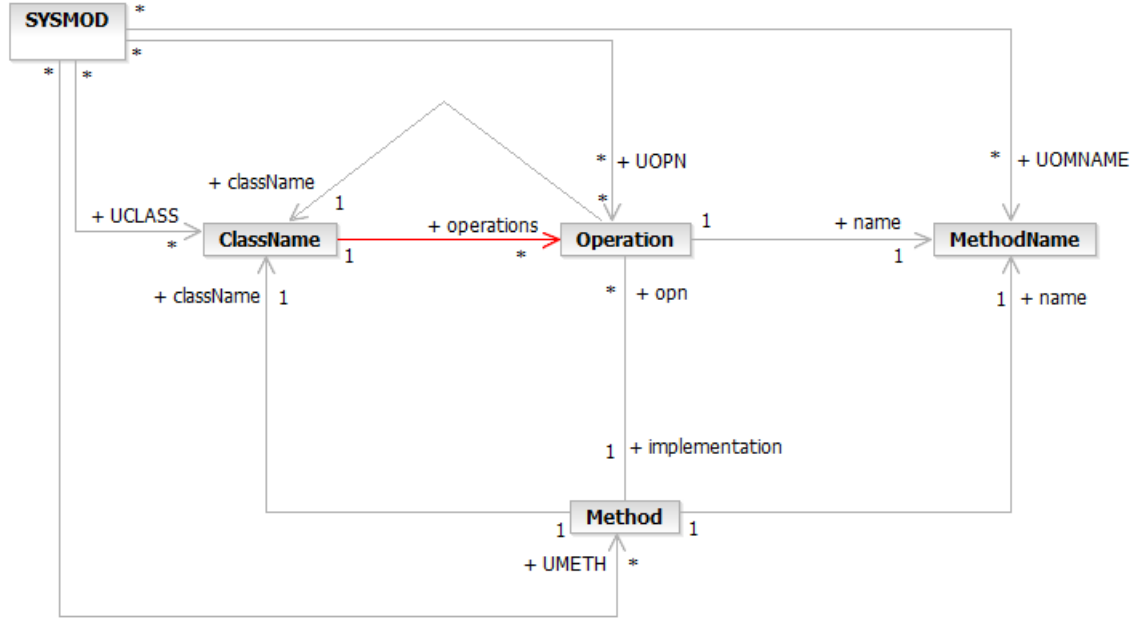 SYSMOD
*
*
*
*
*
+ UOPN
*
+ UOMNAME
+ className
1
*
+ UCLASS
*
ClassName
1
+ operations
*
Operation
1
+ name
1
MethodName
+ className
1
*
+ opn
1
+ name
1
+ implementation
Method
1
1
+ UMETH
*